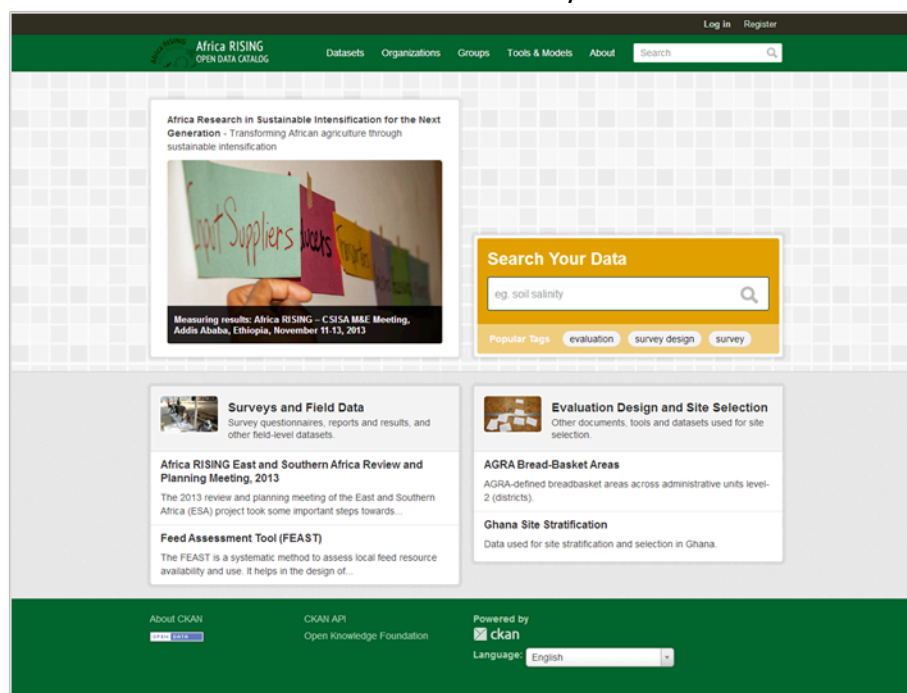 Log in Register
Africa RISING
OPEN DATA CATALOG
Datasets Organizations Groups Tools & Models About Search
Africa Research in Sustainable Intensification for the Next
Generation - Transforming African agriculture through
sustainable intensification
Input Suppliers
Measuring results: Africa RISING – CSISA M&E Meeting,
Addis Ababa, Ethiopia, November 11-13, 2013
Search Your Data
eg. soil salinity
Popular Tags evaluation survey design survey
Surveys and Field Data
Survey questionnaires, reports and results, and
other field-level datasets.
Africa RISING East and Southern Africa Review and
Planning Meeting, 2013
The 2013 review and planning meeting of the East and Southern
Africa (ESA) project took some important steps towards...
Feed Assessment Tool (FEAST)
The FEAST is a systematic method to assess local feed resource
availability and use. It helps in the design of...
Evaluation Design and Site Selection
Other documents, tools and datasets used for site
selection.
AGRA Bread-Basket Areas
AGRA-defined breadbasket areas across administrative units level-
2 (districts).
Ghana Site Stratification
Data used for site stratification and selection in Ghana.
About CKAN
OPEN DATA
CKAN API
Open Knowledge Foundation
Powered by
ckan
Language: English